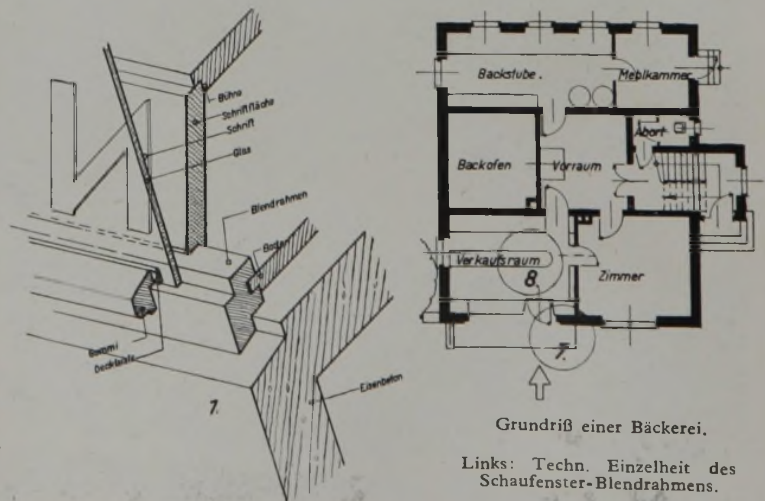 Bühne
Schriftfläche
Schrift
Glas
Blendrahmen
Boden
Gummi
Deckleiste
Eisenbeton
7.
Backstube.
Mehlkammer
Abort
Backofen
Vorraum
Verkaufsraum
8.
Zimmer
7.
Grundriß einer Bäckerei.
Links: Techn. Einzelheit des
Schaufenster-Blendrahmens.